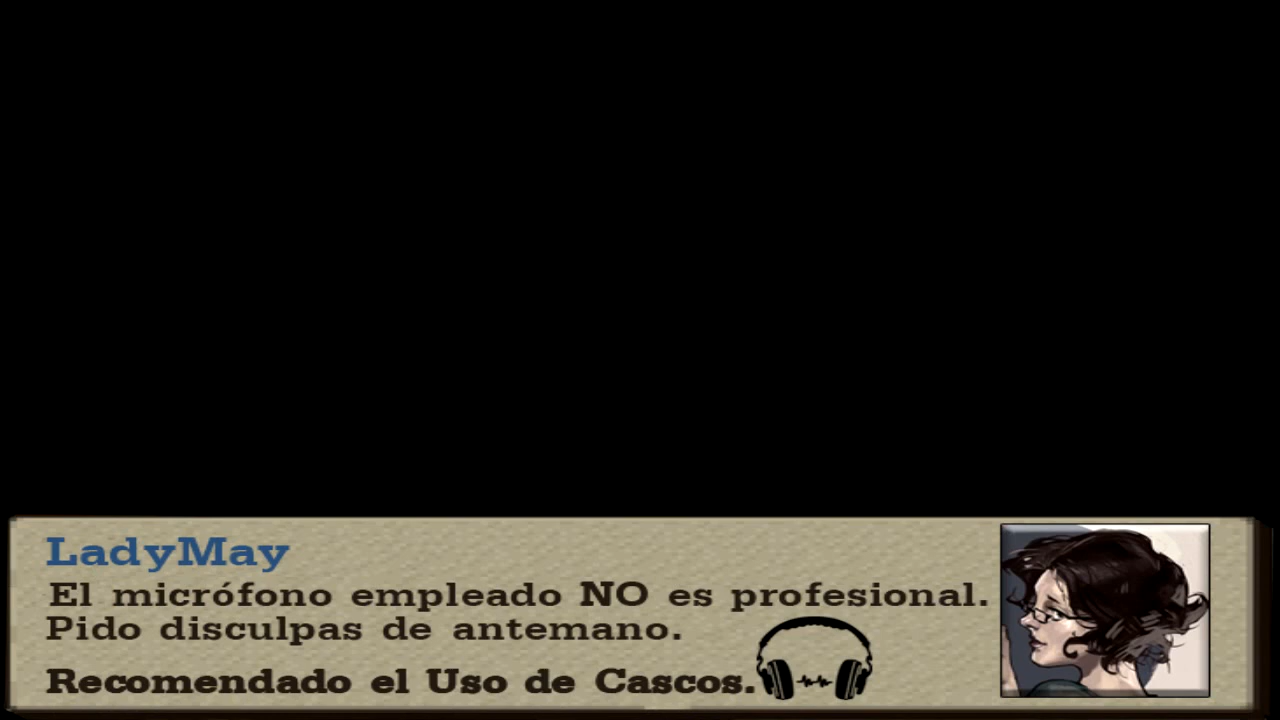 LadyMay
El micrófono empleado NO es profesional.
Pido disculpas de antemano.
Recomendado el Uso de Cascos.